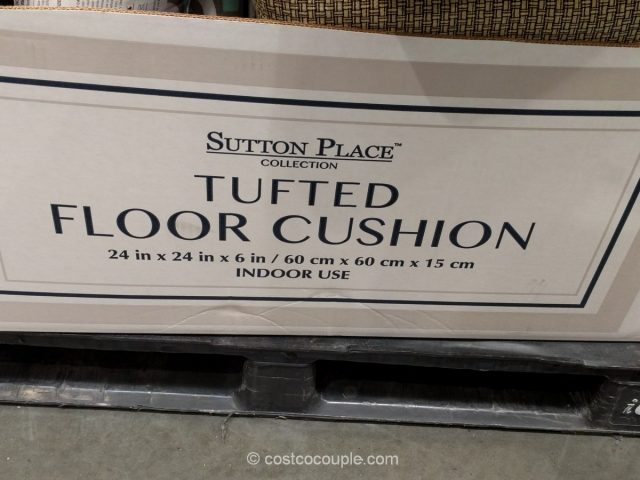 SUTTON PLACE™
COLLECTION
TUFTED
FLOOR CUSHION
24 in x 24 in x 6 in / 60 cm x 60 cm x 15 cm
INDOOR USE
© costcocouple.com